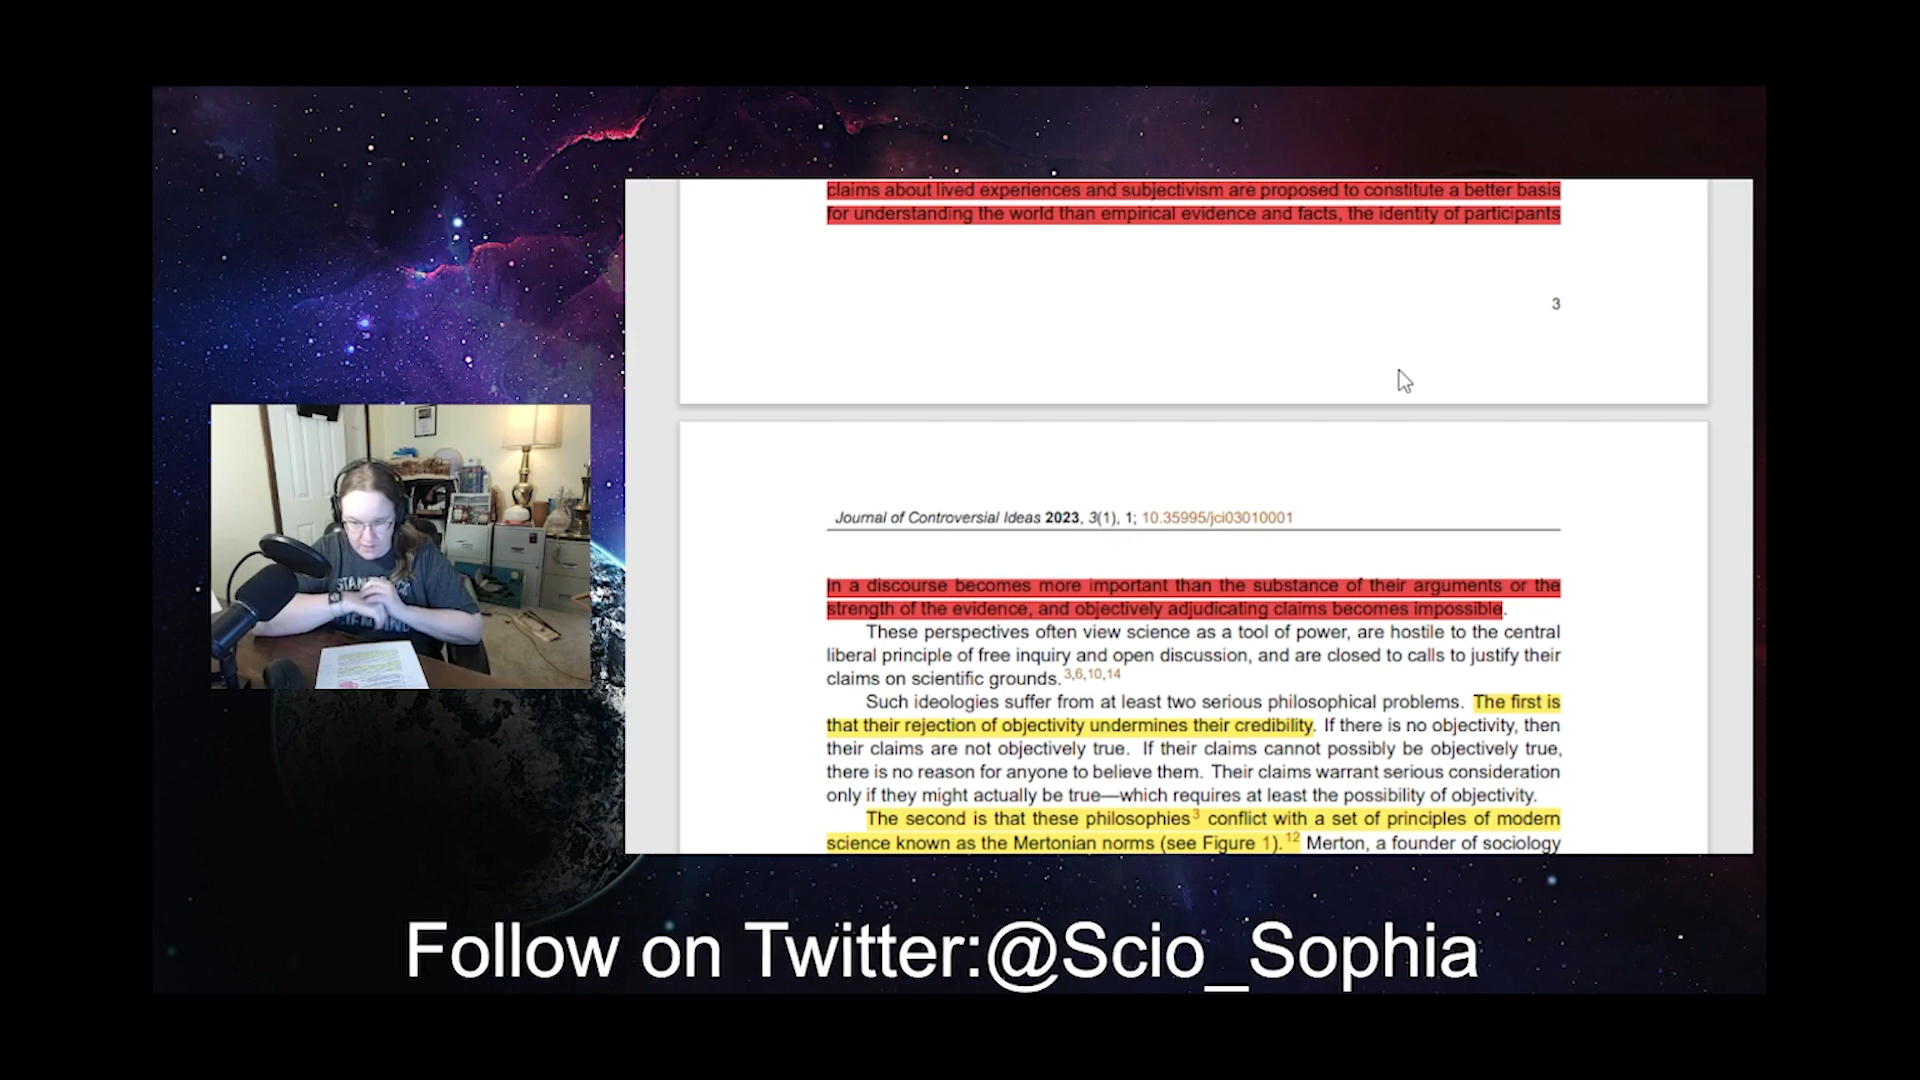 claims about lived experiences and subjectivism are proposed to constitute a better basis
for understanding the world than empirical evidence and facts, the identity of participants
3
Journal of Controversial Ideas 2023, 3(1), 1; 10.35995/jci03010001
in a discourse becomes more important than the substance of their arguments or the
strength of the evidence, and objectively adjudicating claims becomes impossible.
These perspectives often view science as a tool of power, are hostile to the central
liberal principle of free inquiry and open discussion, and are closed to calls to justify their
claims on scientific grounds.3,6,10,14
Such ideologies suffer from at least two serious philosophical problems. The first is
that their rejection of objectivity undermines their credibility. If there is no objectivity, then
their claims are not objectively true. If their claims cannot possibly be objectively true,
there is no reason for anyone to believe them. Their claims warrant serious consideration
only if they might actually be true—which requires at least the possibility of objectivity.
The second is that these philosophies3 conflict with a set of principles of modern
science known as the Mertonian norms (see Figure 1).12 Merton, a founder of sociology
Follow on Twitter:@Scio_Sophia